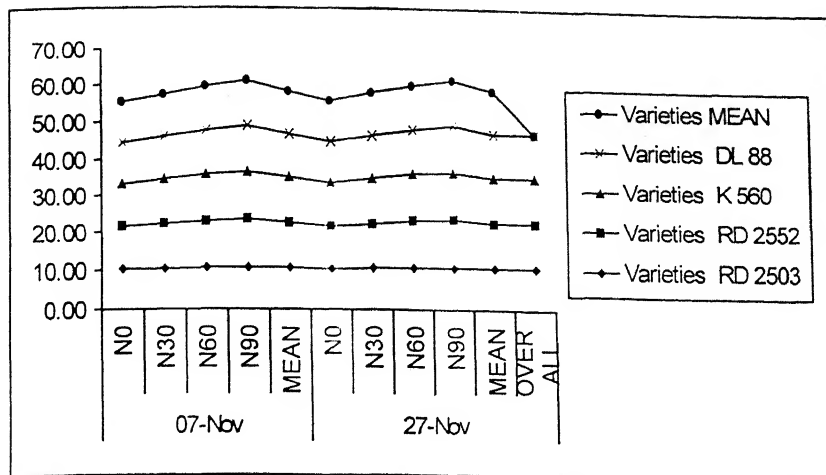 70.00
60.00
50.00
40.00
30.00
20.00
10.00
0.00
N0
N30
N60
N90
MEAN
N0
N30
N60
N90
MEAN
OVER
ALL
07-Nov
27-Nov
Varieties MEAN
Varieties DL 88
Varieties K 560
Varieties RD 2552
Varieties RD 2503